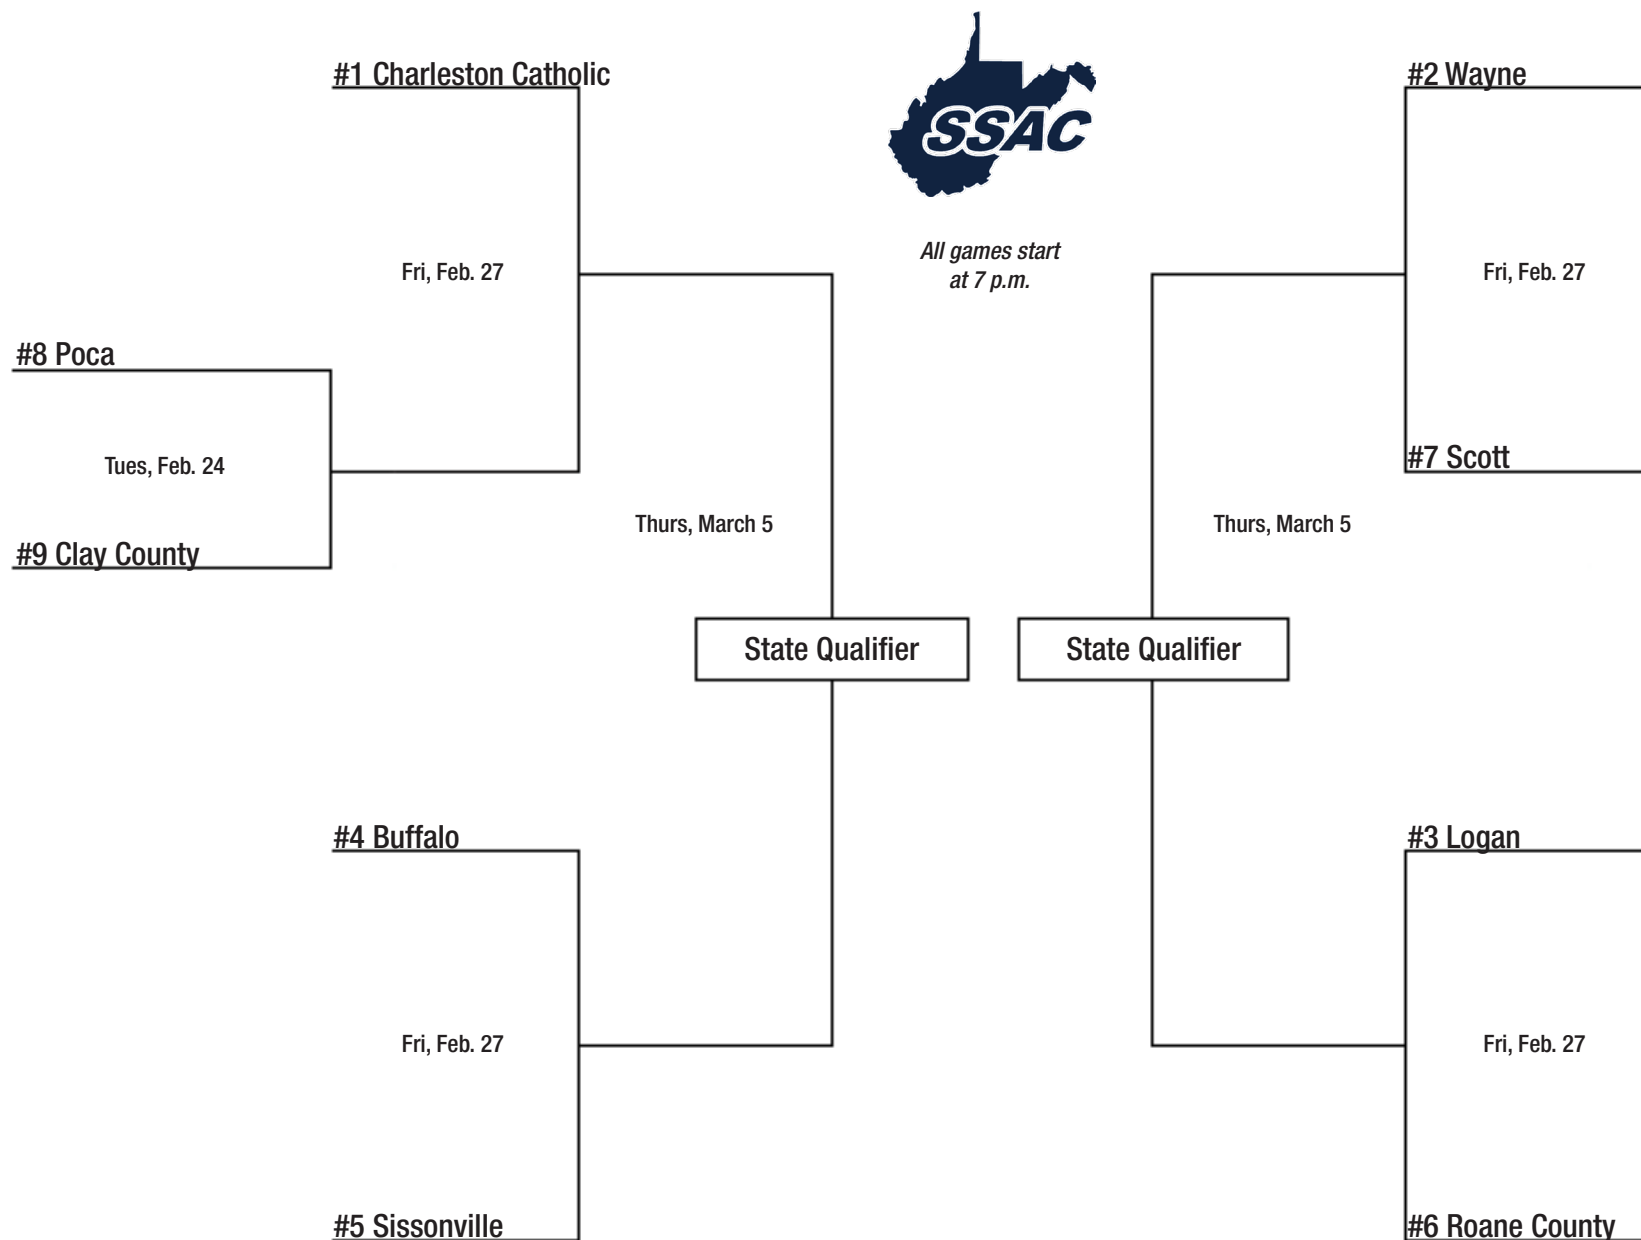 #1 Charleston Catholic
SSAC
#2 Wayne
All games start
at 7 p.m.
Fri, Feb. 27
Fri, Feb. 27
#8 Poca
Tues, Feb. 24
#7 Scott
#9 Clay County
Thurs, March 5
Thurs, March 5
State Qualifier
State Qualifier
#4 Buffalo
#3 Logan
Fri, Feb. 27
Fri, Feb. 27
#5 Sissonville
#6 Roane County